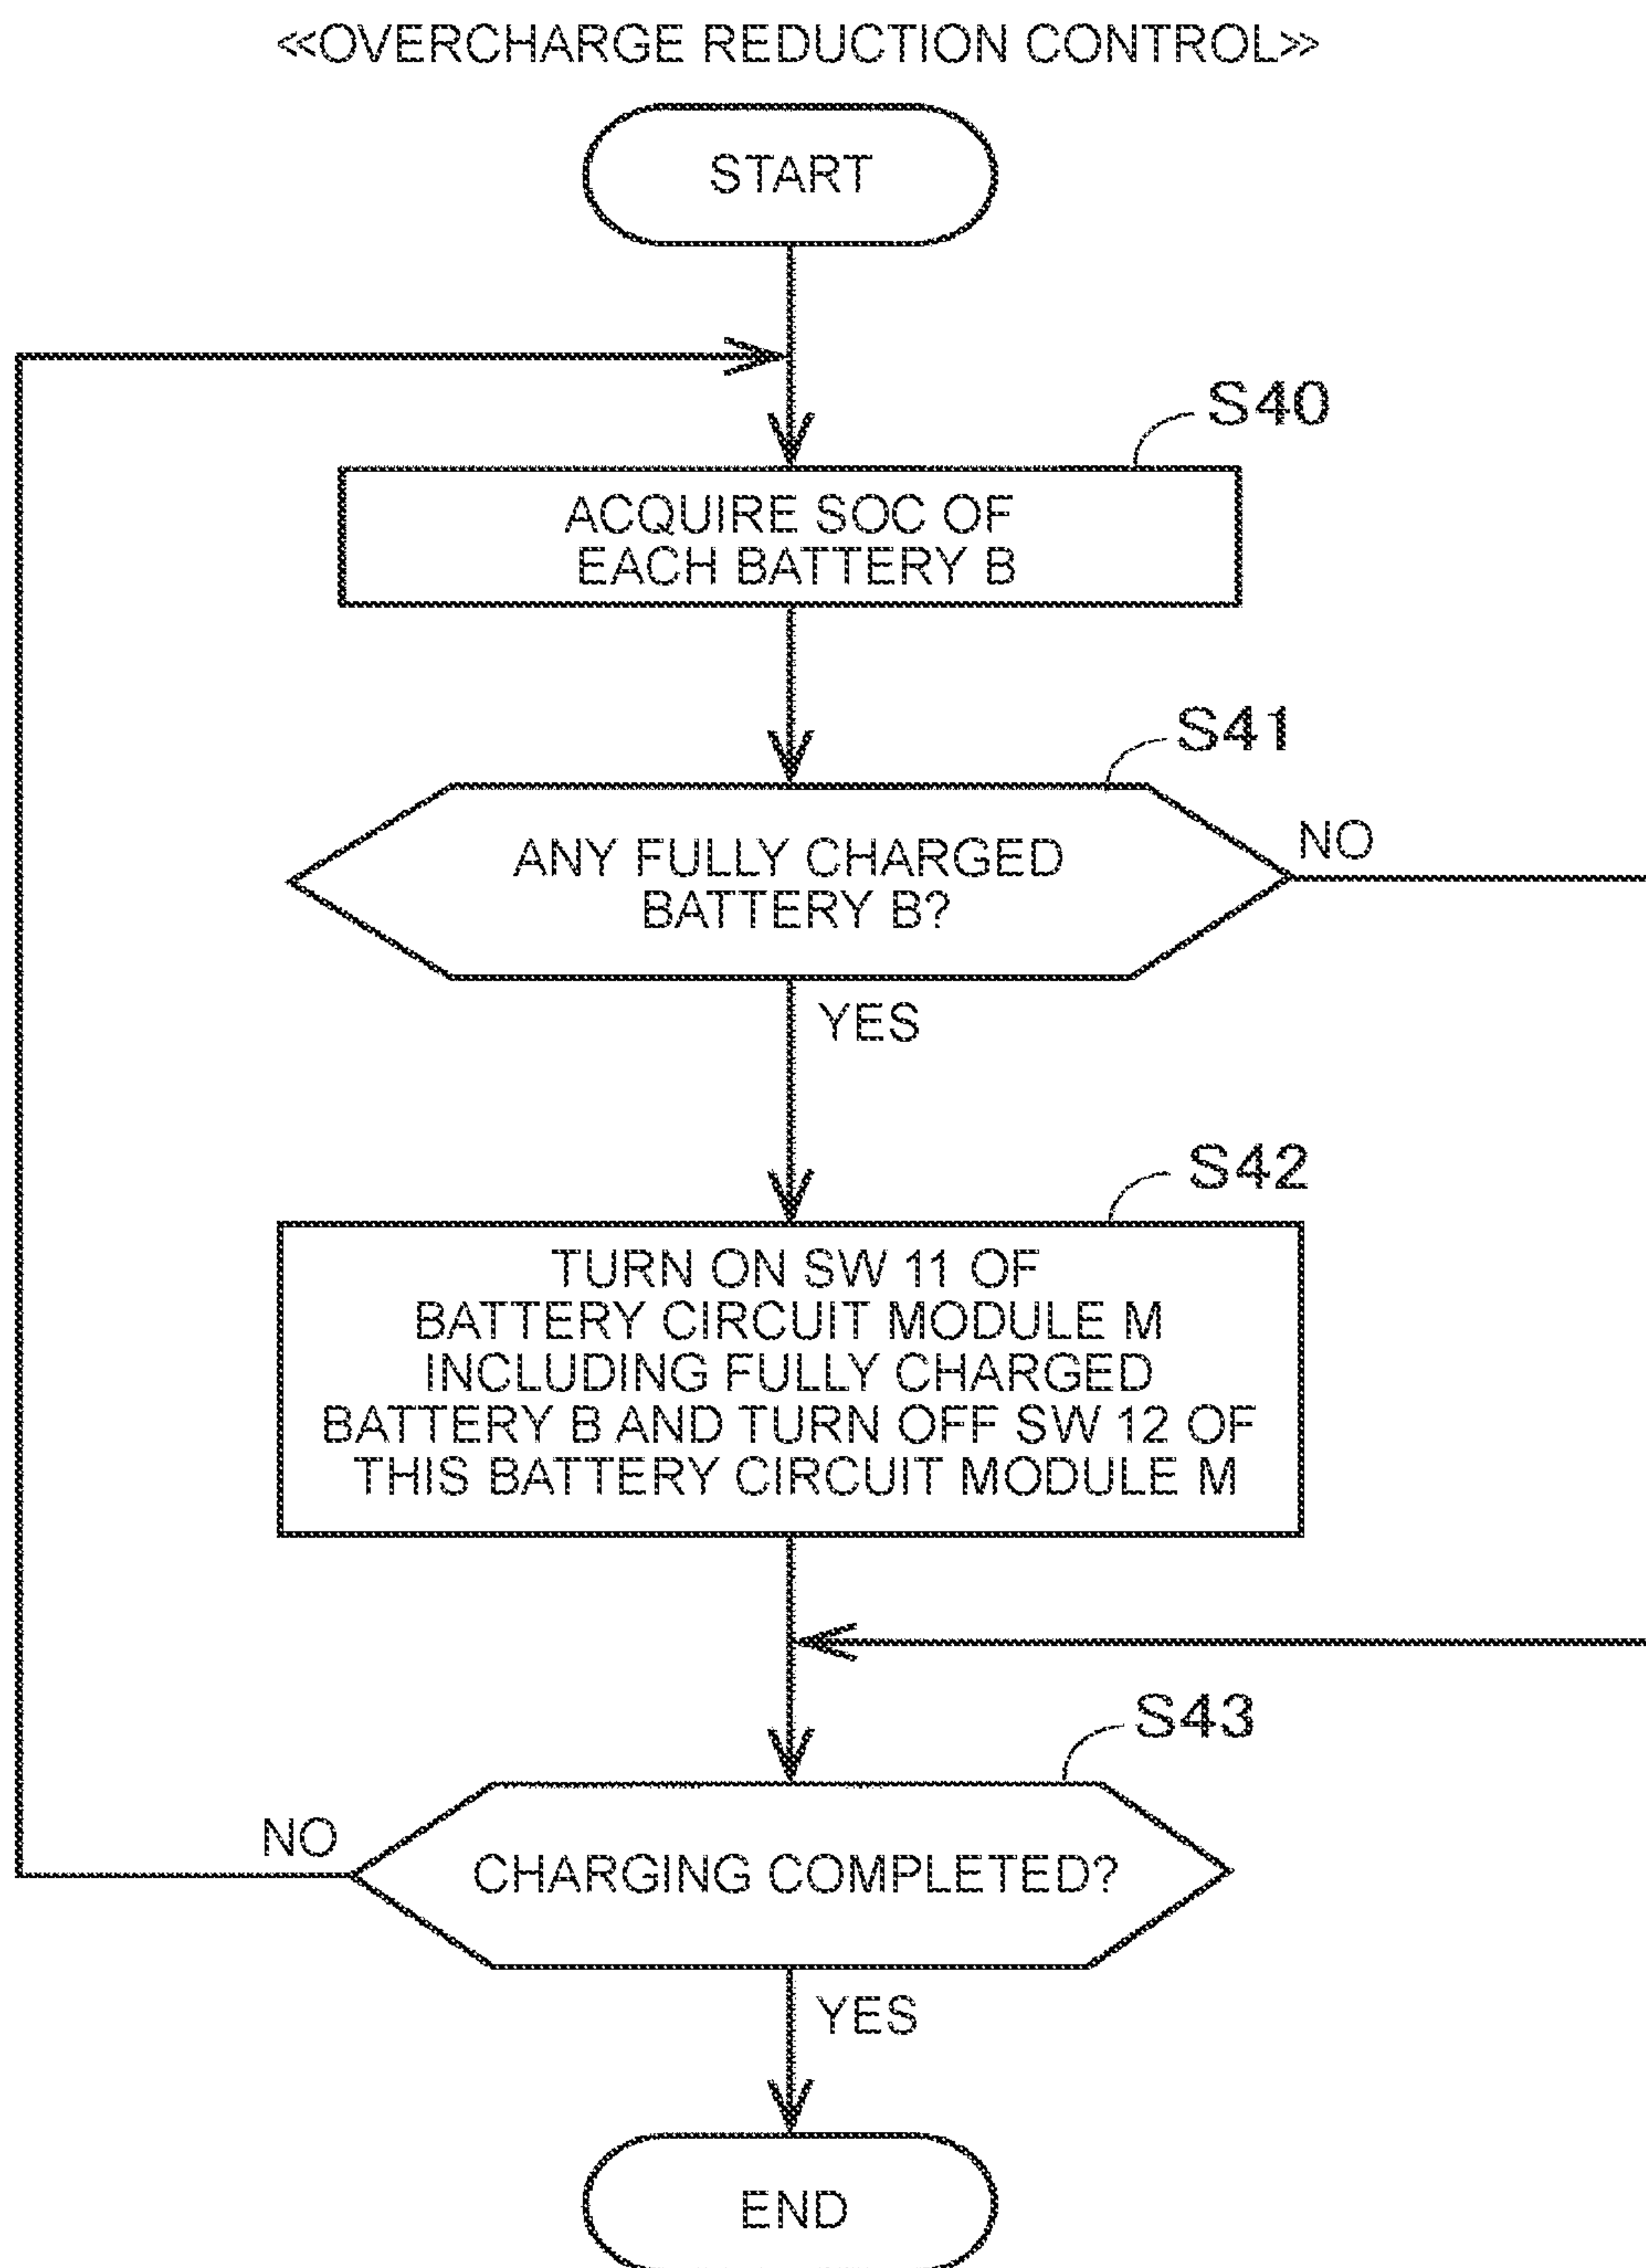 <<OVERCHARGE REDUCTION CONTROL>>
START
S40
ACQUIRE SOC OF
EACH BATTERY B
S41
ANY FULLY CHARGED
BATTERY B?
NO
YES
S42
TURN ON SW 11 OF
BATTERY CIRCUIT MODULE M
INCLUDING FULLY CHARGED
BATTERY B AND TURN OFF SW 12 OF
THIS BATTERY CIRCUIT MODULE M
S43
NO
CHARGING COMPLETED?
YES
END